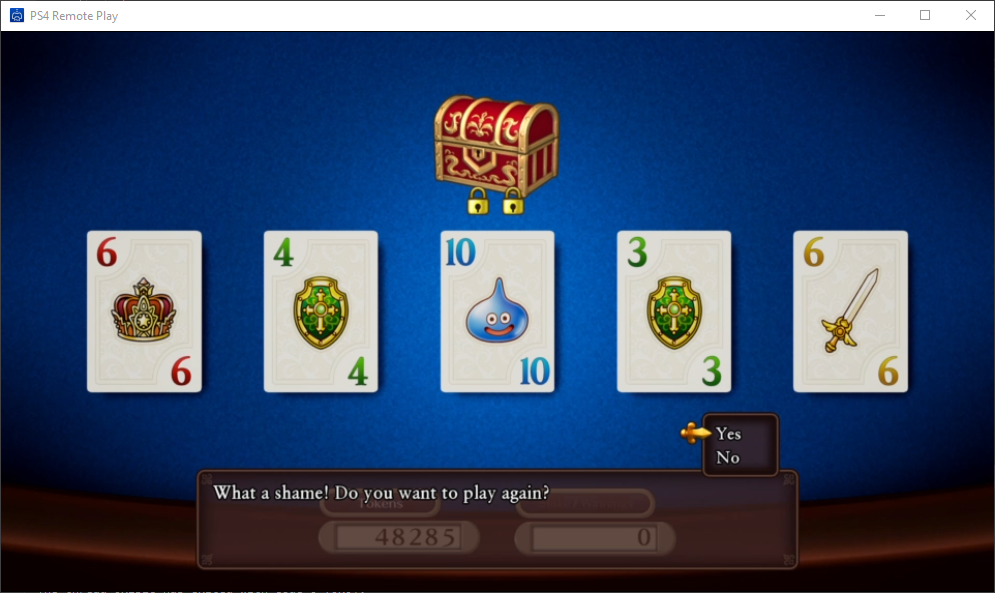 PS4 Remote Play
6 4 10 3 6
6 4 10 3 6
Yes
No
What a shame! Do you want to play again?
Tokens
48285 0